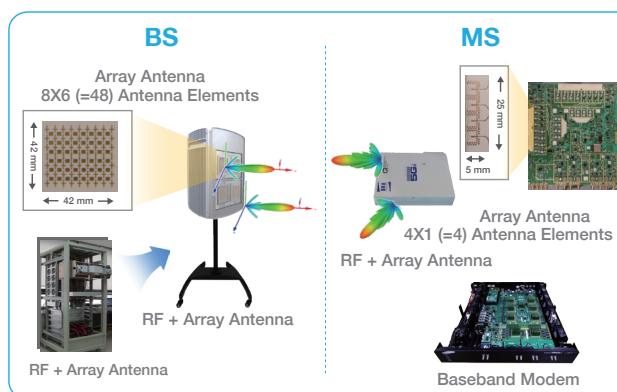 BS
Array Antenna
8X6 (=48) Antenna Elements
42 mm
42 mm
RF + Array Antenna
RF + Array Antenna
MS
25 mm
5 mm
Array Antenna
4X1 (=4) Antenna Elements
RF + Array Antenna
Baseband Modem